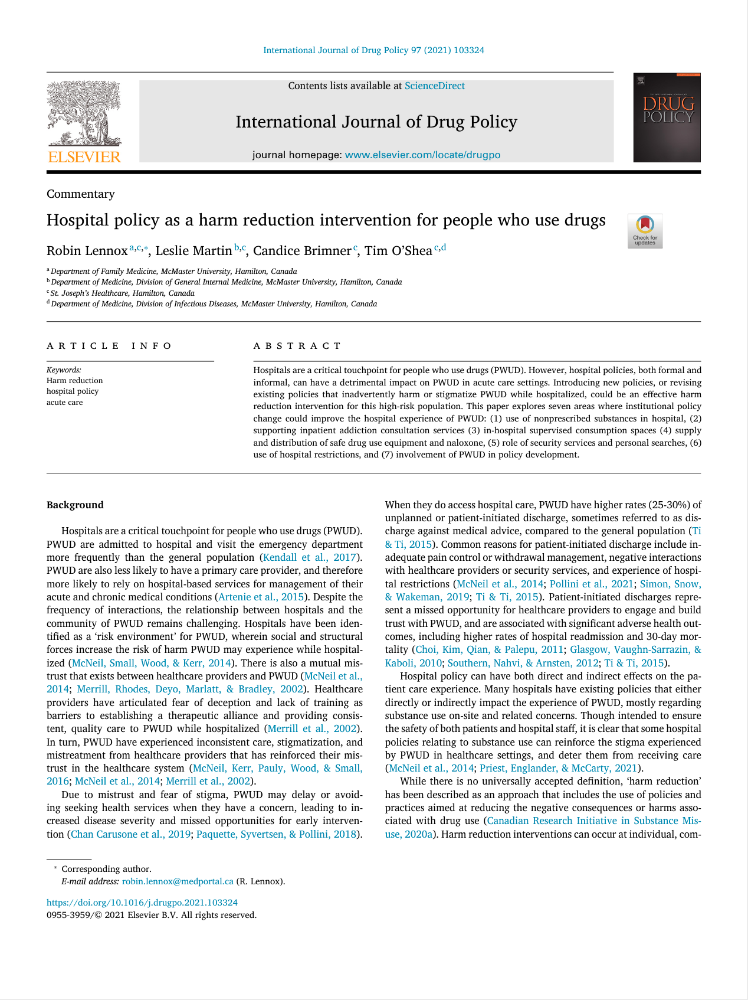 International Journal of Drug Policy 97 (2021) 103324
Contents lists available at ScienceDirect
International Journal of Drug Policy
journal homepage: www.elsevier.com/locate/drugpo
ELSEVIER
DRUG
POLICY
Commentary
Hospital policy as a harm reduction intervention for people who use drugs
Check for
updates
Robin Lennox a,c,*, Leslie Martin b,c, Candice Brimner c, Tim O'Shea c,d
a Department of Family Medicine, McMaster University, Hamilton, Canada
b Department of Medicine, Division of General Internal Medicine, McMaster University, Hamilton, Canada
c St. Joseph's Healthcare, Hamilton, Canada
d Department of Medicine, Division of Infectious Diseases, McMaster University, Hamilton, Canada
ARTICLE INFO
Keywords:
Harm reduction
hospital policy
acute care
ABSTRACT
Hospitals are a critical touchpoint for people who use drugs (PWUD). However, hospital policies, both formal and
informal, can have a detrimental impact on PWUD in acute care settings. Introducing new policies, or revising
existing policies that inadvertently harm or stigmatize PWUD while hospitalized, could be an effective harm
reduction intervention for this high-risk population. This paper explores seven areas where institutional policy
change could improve the hospital experience of PWUD: (1) use of nonprescribed substances in hospital, (2)
supporting inpatient addiction consultation services (3) in-hospital supervised consumption spaces (4) supply
and distribution of safe drug use equipment and naloxone, (5) role of security services and personal searches, (6)
use of hospital restrictions, and (7) involvement of PWUD in policy development.
Background
Hospitals are a critical touchpoint for people who use drugs (PWUD).
PWUD are admitted to hospital and visit the emergency department
more frequently than the general population (Kendall et al., 2017).
PWUD are also less likely to have a primary care provider, and therefore
more likely to rely on hospital-based services for management of their
acute and chronic medical conditions (Artenie et al., 2015). Despite the
frequency of interactions, the relationship between hospitals and the
community of PWUD remains challenging. Hospitals have been iden-
tified as a 'risk environment' for PWUD, wherein social and structural
forces increase the risk of harm PWUD may experience while hospital-
ized (McNeil, Small, Wood, & Kerr, 2014). There is also a mutual mis-
trust that exists between healthcare providers and PWUD (McNeil et al.,
2014; Merrill, Rhodes, Deyo, Marlatt, & Bradley, 2002). Healthcare
providers have articulated fear of deception and lack of training as
barriers to establishing a therapeutic alliance and providing consis-
tent, quality care to PWUD while hospitalized (Merrill et al., 2002).
In turn, PWUD have experienced inconsistent care, stigmatization, and
mistreatment from healthcare providers that has reinforced their mis-
trust in the healthcare system (McNeil, Kerr, Pauly, Wood, & Small,
2016; McNeil et al., 2014; Merrill et al., 2002).
Due to mistrust and fear of stigma, PWUD may delay or avoid-
ing seeking health services when they have a concern, leading to in-
creased disease severity and missed opportunities for early interven-
tion (Chan Carusone et al., 2019; Paquette, Syvertsen, & Pollini, 2018).
When they do access hospital care, PWUD have higher rates (25-30%) of
unplanned or patient-initiated discharge, sometimes referred to as dis-
charge against medical advice, compared to the general population (Ti
& Ti, 2015). Common reasons for patient-initiated discharge include in-
adequate pain control or withdrawal management, negative interactions
with healthcare providers or security services, and experience of hospi-
tal restrictions (McNeil et al., 2014; Pollini et al., 2021; Simon, Snow,
& Wakeman, 2019; Ti & Ti, 2015). Patient-initiated discharges repre-
sent a missed opportunity for healthcare providers to engage and build
trust with PWUD, and are associated with significant adverse health out-
comes, including higher rates of hospital readmission and 30-day mor-
tality (Choi, Kim, Qian, & Palepu, 2011; Glasgow, Vaughn-Sarrazin, &
Kaboli, 2010; Southern, Nahvi, & Arnsten, 2012; Ti & Ti, 2015).
Hospital policy can have both direct and indirect effects on the pa-
tient care experience. Many hospitals have existing policies that either
directly or indirectly impact the experience of PWUD, mostly regarding
substance use on-site and related concerns. Though intended to ensure
the safety of both patients and hospital staff, it is clear that some hospital
policies relating to substance use can reinforce the stigma experienced
by PWUD in healthcare settings, and deter them from receiving care
(McNeil et al., 2014; Priest, Englander, & McCarty, 2021).
While there is no universally accepted definition, 'harm reduction'
has been described as an approach that includes the use of policies and
practices aimed at reducing the negative consequences or harms asso-
ciated with drug use (Canadian Research Initiative in Substance Mis-
use, 2020a). Harm reduction interventions can occur at individual, com-
* Corresponding author.
E-mail address: robin.lennox@medportal.ca (R. Lennox).
https://doi.org/10.1016/j.drugpo.2021.103324
0955-3959/© 2021 Elsevier B.V. All rights reserved.